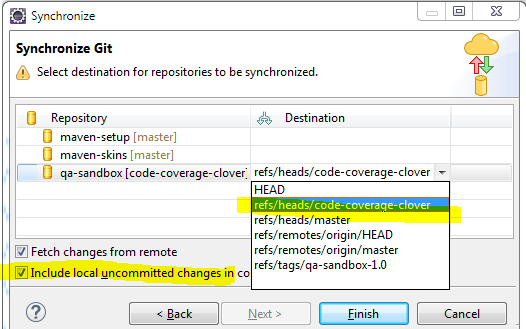 Synchronize
Synchronize Git
Select destination for repositories to be synchronized.
Repository Destination
maven-setup [master]
maven-skins [master]
qa-sandbox [code-coverage-clover] refs/heads/code-coverage-clover
HEAD
refs/heads/code-coverage-clover
refs/heads/master
refs/remotes/origin/HEAD
refs/remotes/origin/master
refs/tags/qa-sandbox-1.0
Fetch changes from remote
Include local uncommitted changes in co
< Back Next > Finish Cancel